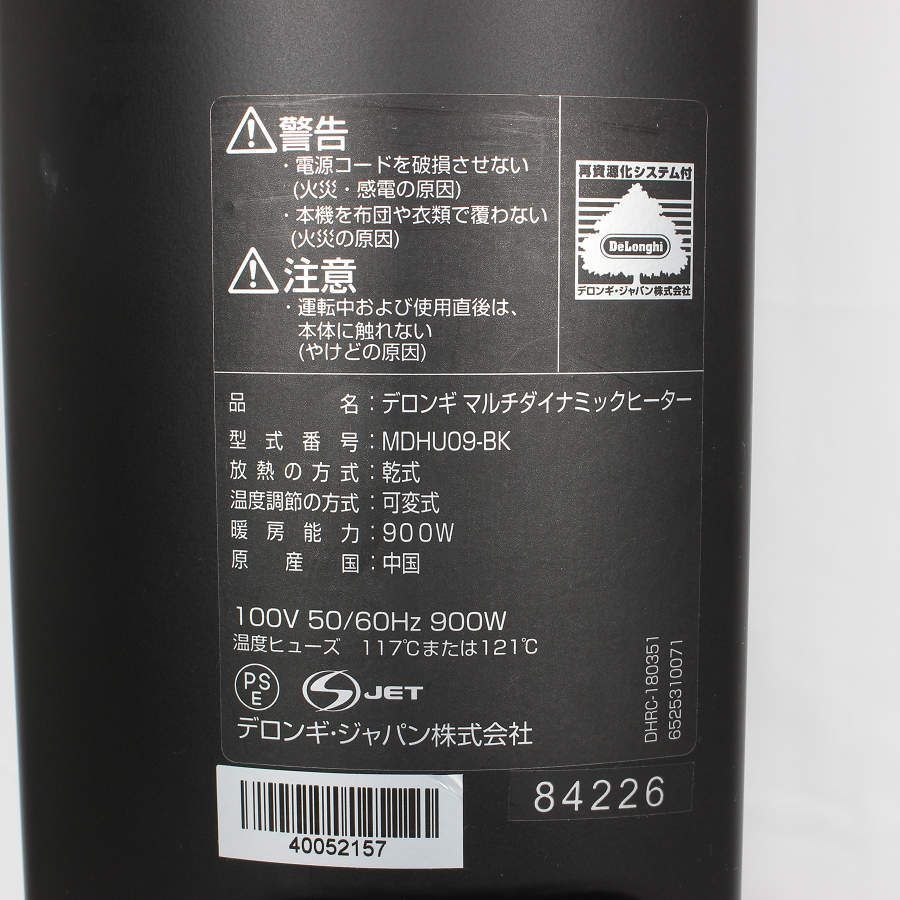 警告
・電源コードを破損させない
(火災・感電の原因)
・本機を布団や衣類で覆わない
(火災の原因)
注意
・運転中および使用直後は、
本体に触れない
(やけどの原因)
再資源化システム付
DeLonghi
デロンギ・ジャパン株式会社
品名：デロンギ マルチダイナミックヒーター
型式番号：MDHU09-BK
放熱の方式：乾式
温度調節の方式：可変式
暖房能力：900W
原産国：中国
100V 50/60Hz 900W
温度ヒューズ 117℃または121℃
PS
E
S JET
デロンギ・ジャパン株式会社
DHRC-180351
6525310071
40052157
84226